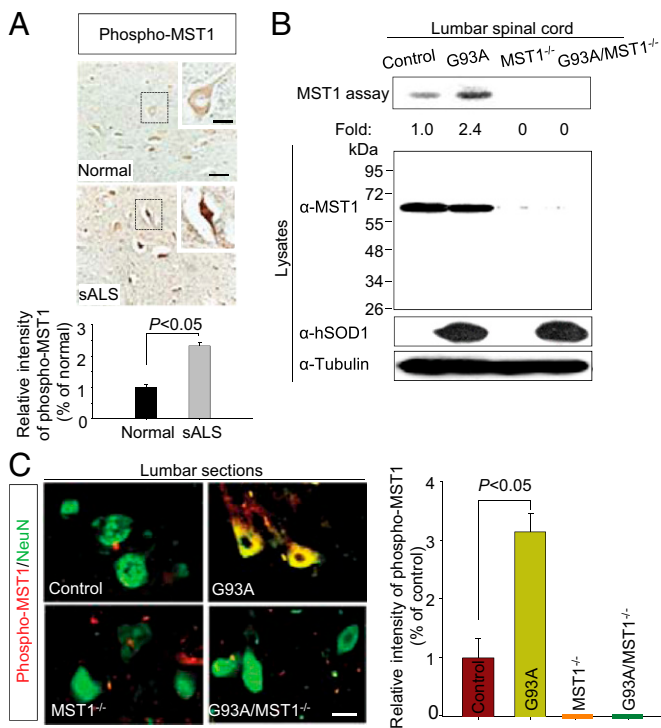 A
Phospho-MST1
Normal
sALS
Relative intensity
of phospho-MST1
(% of normal)
3
2
1
0
P<0.05
Normal sALS
B
Lumbar spinal cord
Control G93A MST1-/- G93A/MST1-/-
MST1 assay
Fold: 1.0 2.4 0 0
kDa
Lysates
95
72
α-MST1
55
48
34
26
α-hSOD1
α-Tubulin
C
Lumbar sections
Phospho-MST1/NeuN
Control
G93A
MST1-/-
G93A/MST1-/-
Relative intensity of phospho-MST1
(% of control)
4
3
2
1
0
P<0.05
Control
G93A
MST1-/-
G93A/MST1-/-